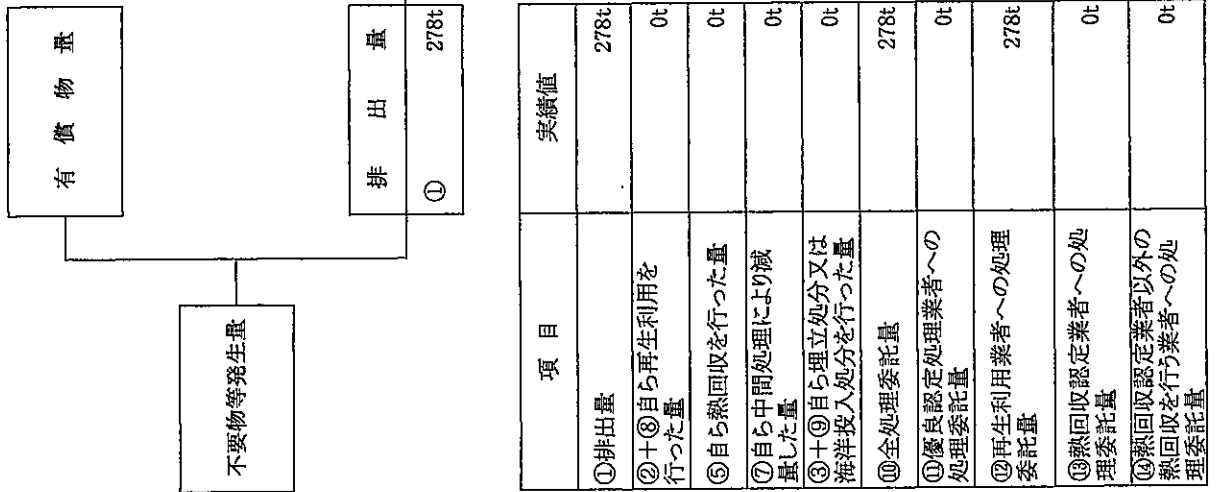 有償物量
不要物等発生量
排出量
① 278t
項目 実績値
①排出量 278t
②+⑧自ら再生利用を
行った量 0t
⑤自ら熱回収を行った量 0t
⑦自ら中間処理により減
量した量 0t
③+⑨自ら埋立処分又は
海洋投入処分を行った量 0t
⑩全処理委託量 278t
⑪優良認定処理業者への
処理委託量 0t
⑫再生利用業者への処理
委託量 278t
⑬熱回収認定業者への処
理委託量 0t
⑭熱回収認定業者以外の
熱回収を行う業者への処
理委託量 0t